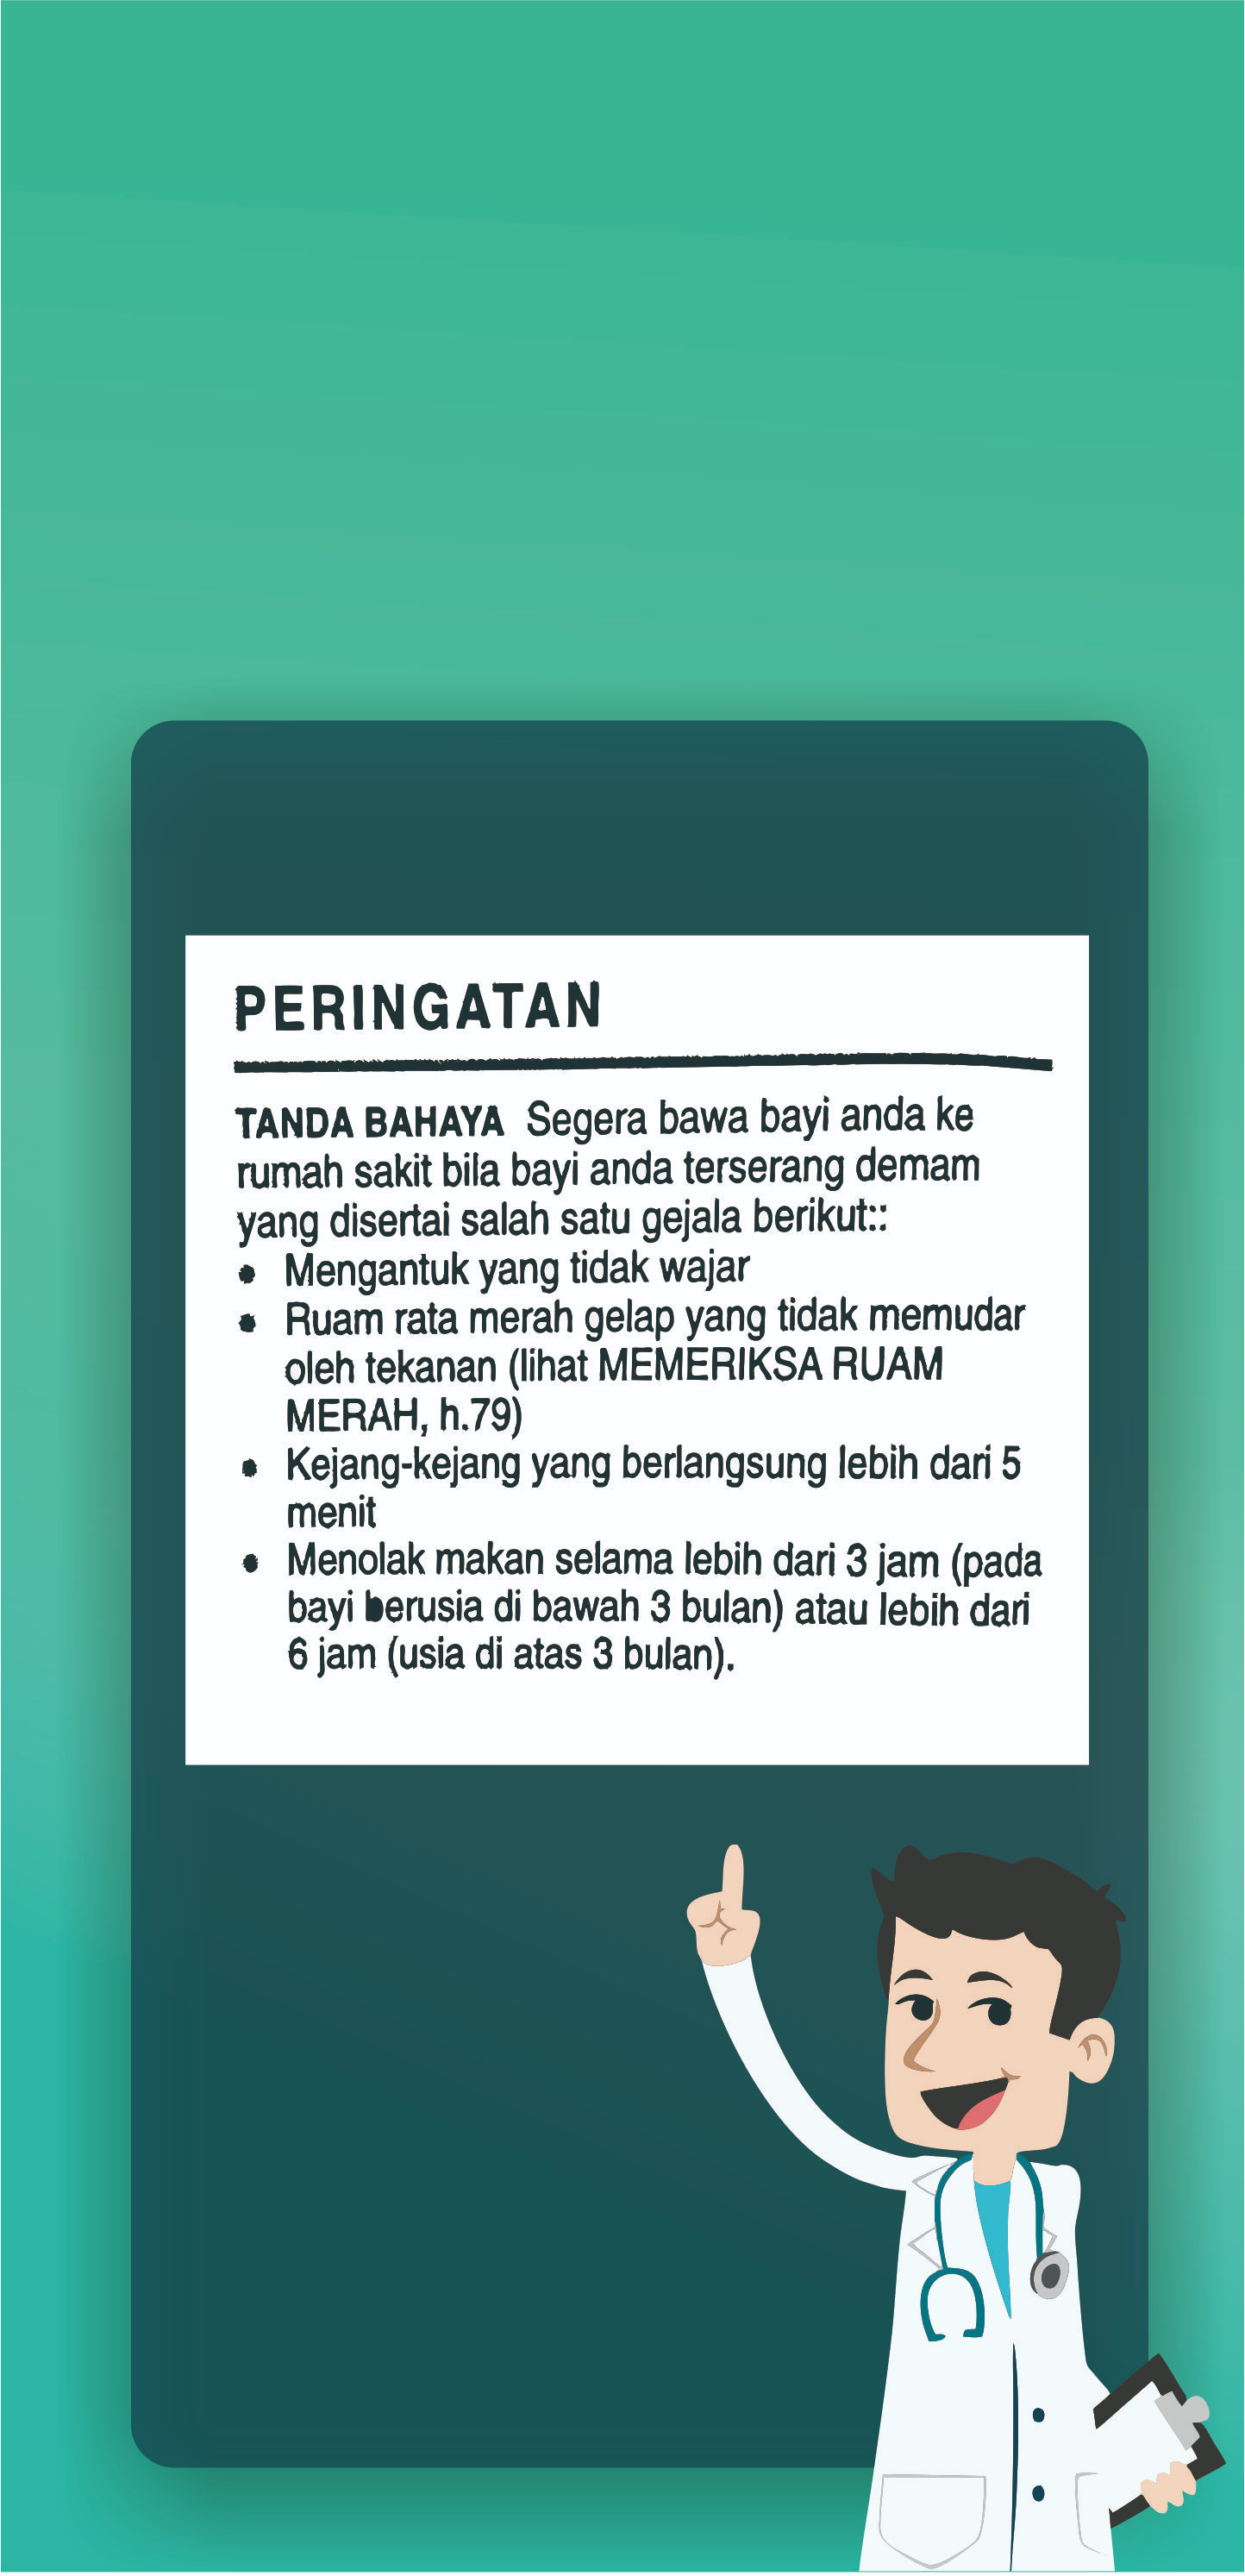 PERINGATAN
TANDA BAHAYA Segera bawa bayi anda ke
rumah sakit bila bayi anda terserang demam
yang disertai salah satu gejala berikut::
• Mengantuk yang tidak wajar
• Ruam rata merah gelap yang tidak memudar
oleh tekanan (lihat MEMERIKSA RUAM
MERAH, h.79)
• Kejang-kejang yang berlangsung lebih dari 5
menit
• Menolak makan selama lebih dari 3 jam (pada
bayi berusia di bawah 3 bulan) atau lebih dari
6 jam (usia di atas 3 bulan).